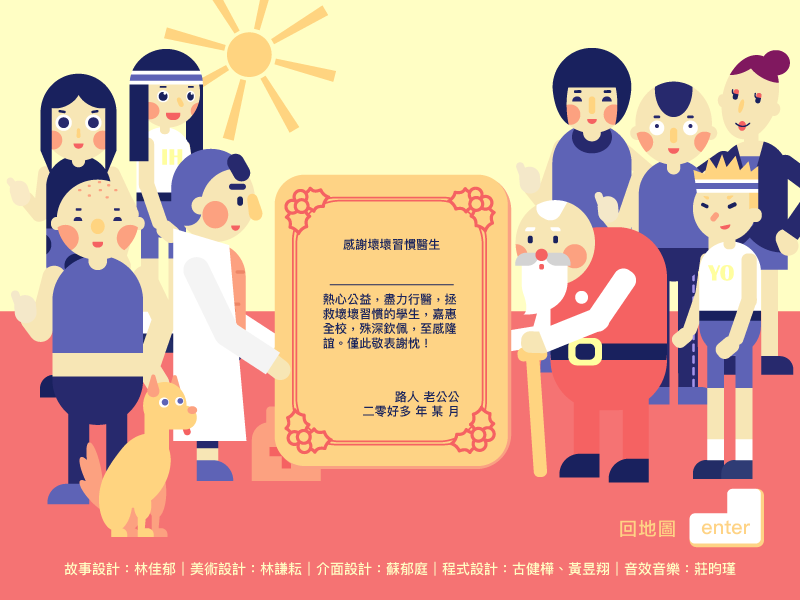 IH
感謝壞壞習慣醫生
熱心公益，盡力行醫，拯
救壞壞習慣的學生，嘉惠
全校，殊深欽佩，至感隆
誼。僅此敬表謝忱！
YO
路人 老公公
二零好多 年 某 月
回地圖 enter
故事設計：林佳郁｜美術設計：林謙耘｜介面設計：蘇郁庭｜程式設計：古健樺、黃昱翔｜音效音樂：莊昀瑾